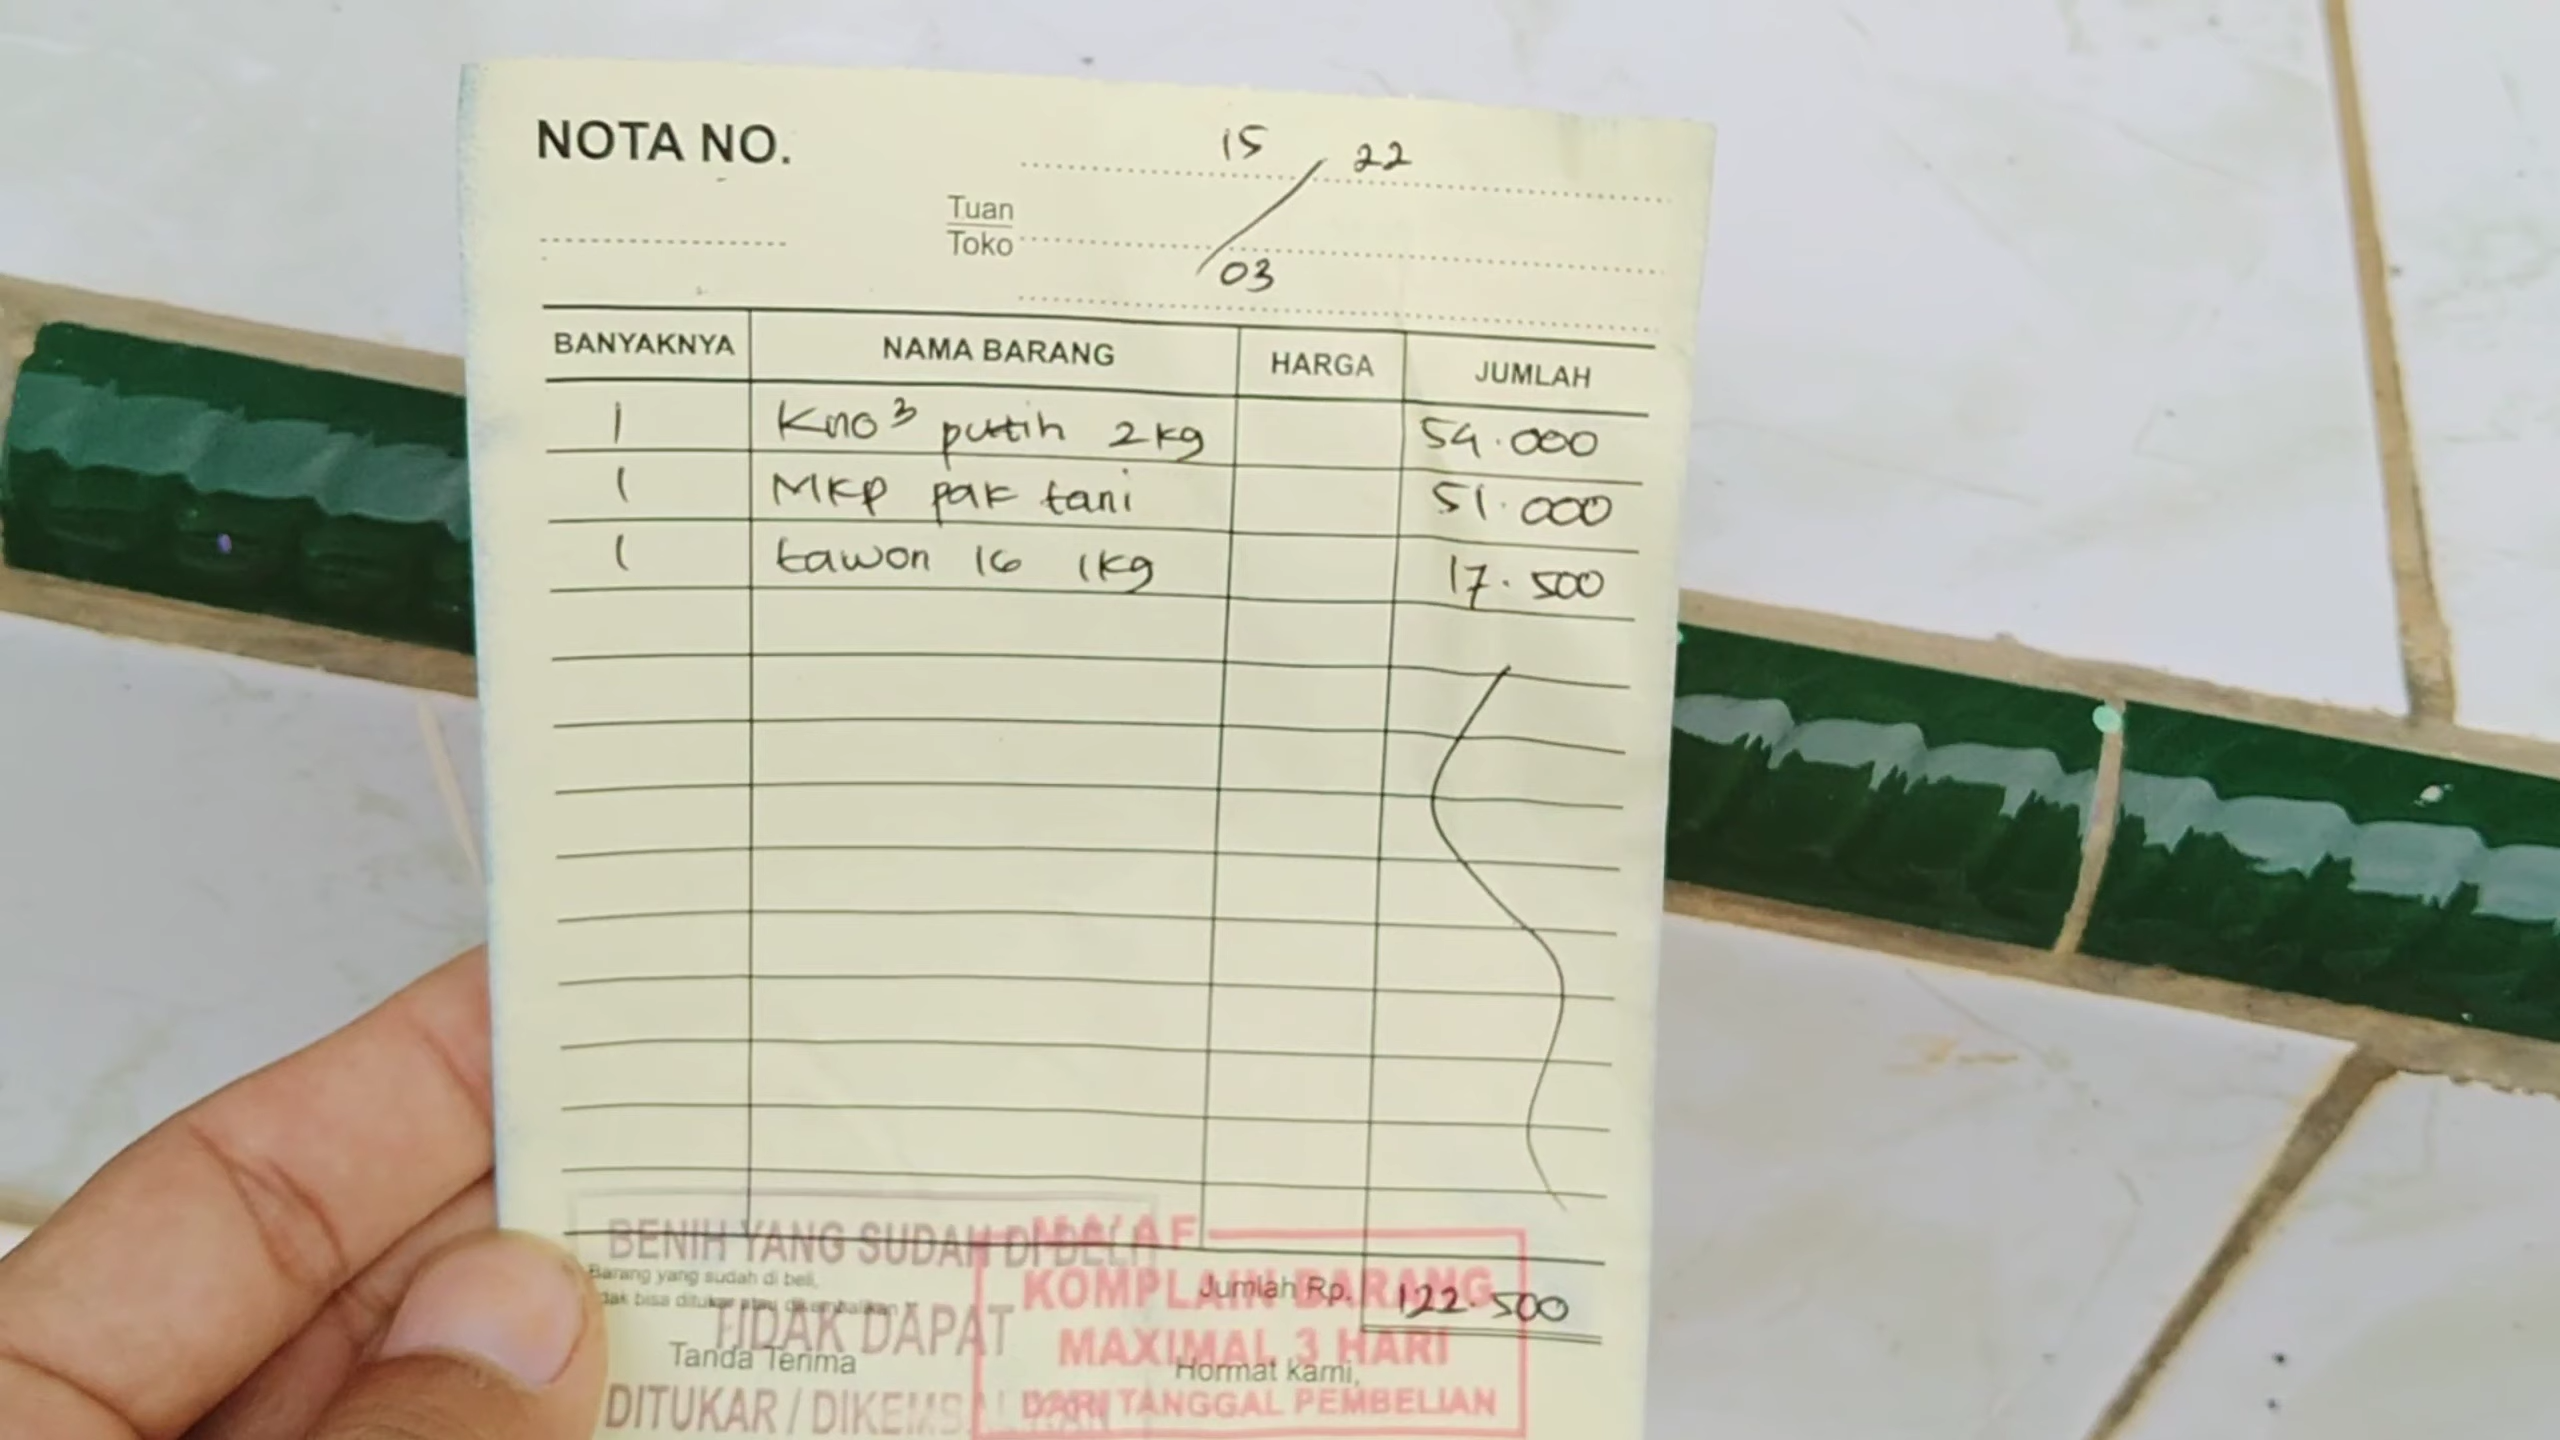 NOTA NO.
15 / 03 22
Tuan
Toko
BANYAKNYA NAMA BARANG HARGA JUMLAH
1 Kno³ putih 2kg 54.000
1 MKP pak tani 51.000
1 tawon 16 1kg 17.500
BENIH YANG SUDAH DI BELI
TIDAK DAPAT
DITUKAR / DIKEMBALIKAN
MAAF
KOMPLAIN BARANG
MAXIMAL 3 HARI
DARI TANGGAL PEMBELIAN
Barang yang sudah di beli,
bisa ditukar atau dikembalikan
Jumlah Rp. 122.500
Tanda Terima Hormat kami,